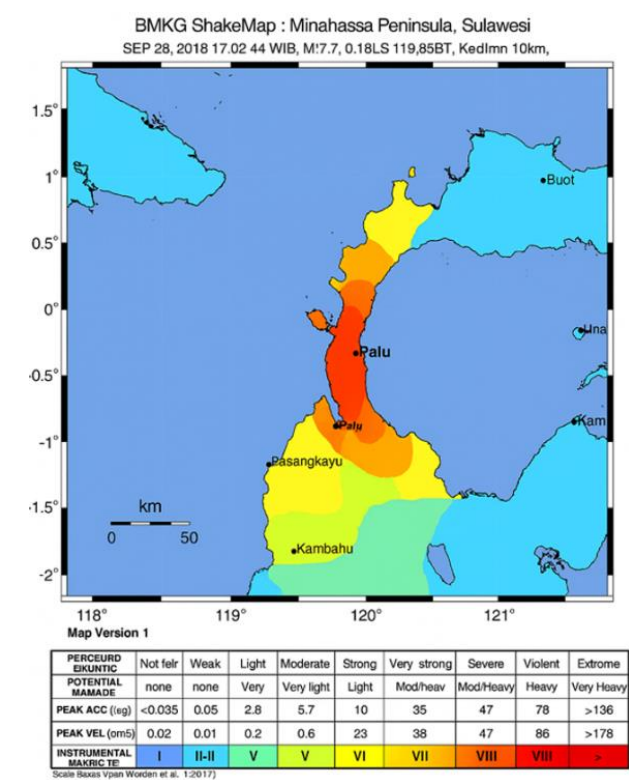 BMKG ShakeMap : Minahassa Peninsula, Sulawesi
SEP 28, 2018 17.02 44 WIB, M!7.7, 0.18LS 119,85BT, KedImn 10km,
1.5°
1°
0.5°
0°
-0.5°
-1°
-1.5°
-2°
Buot
Una
Palu
Kam
Palu
Pasangkayu
Kambahu
km
0 50
118° 119° 120° 121°
Map Version 1
PERCEURD EIKUNTIC Not felr Weak Light Moderate Strong Very strong Severe Violent Extrome
POTENTIAL MAMADE none none Very Very light Light Mod/heav Mod/Heavy Heavy Very Heavy
PEAK ACC ((eg) <0.035 0.05 2.8 5.7 10 35 47 78 >136
PEAK VEL (om5) 0.02 0.01 0.2 0.6 23 38 47 86 >178
INSTRUMENTAL MAKRIC TE! I II-II V V VI VII VIII VIII >
Scale Baxas Vpan Worden et al. 1:2017)